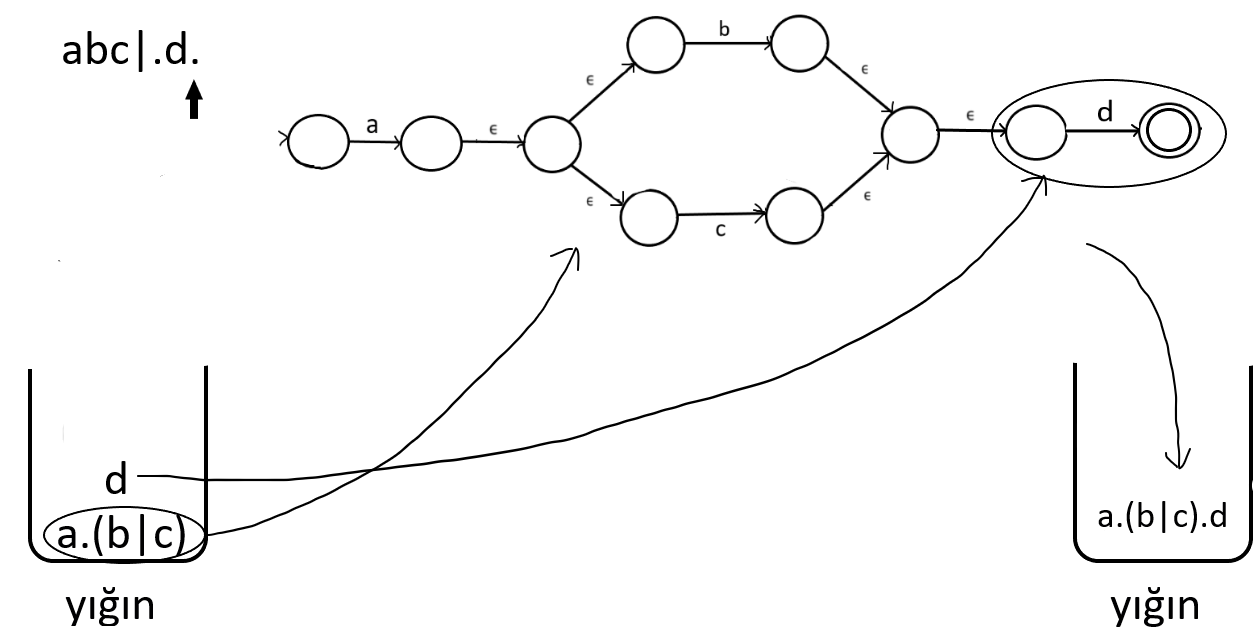 abc|.d.
a
ϵ
ϵ
b
ϵ
ϵ
c
ϵ
ϵ
d
d
a.(b|c)
yığın
a.(b|c).d
yığın